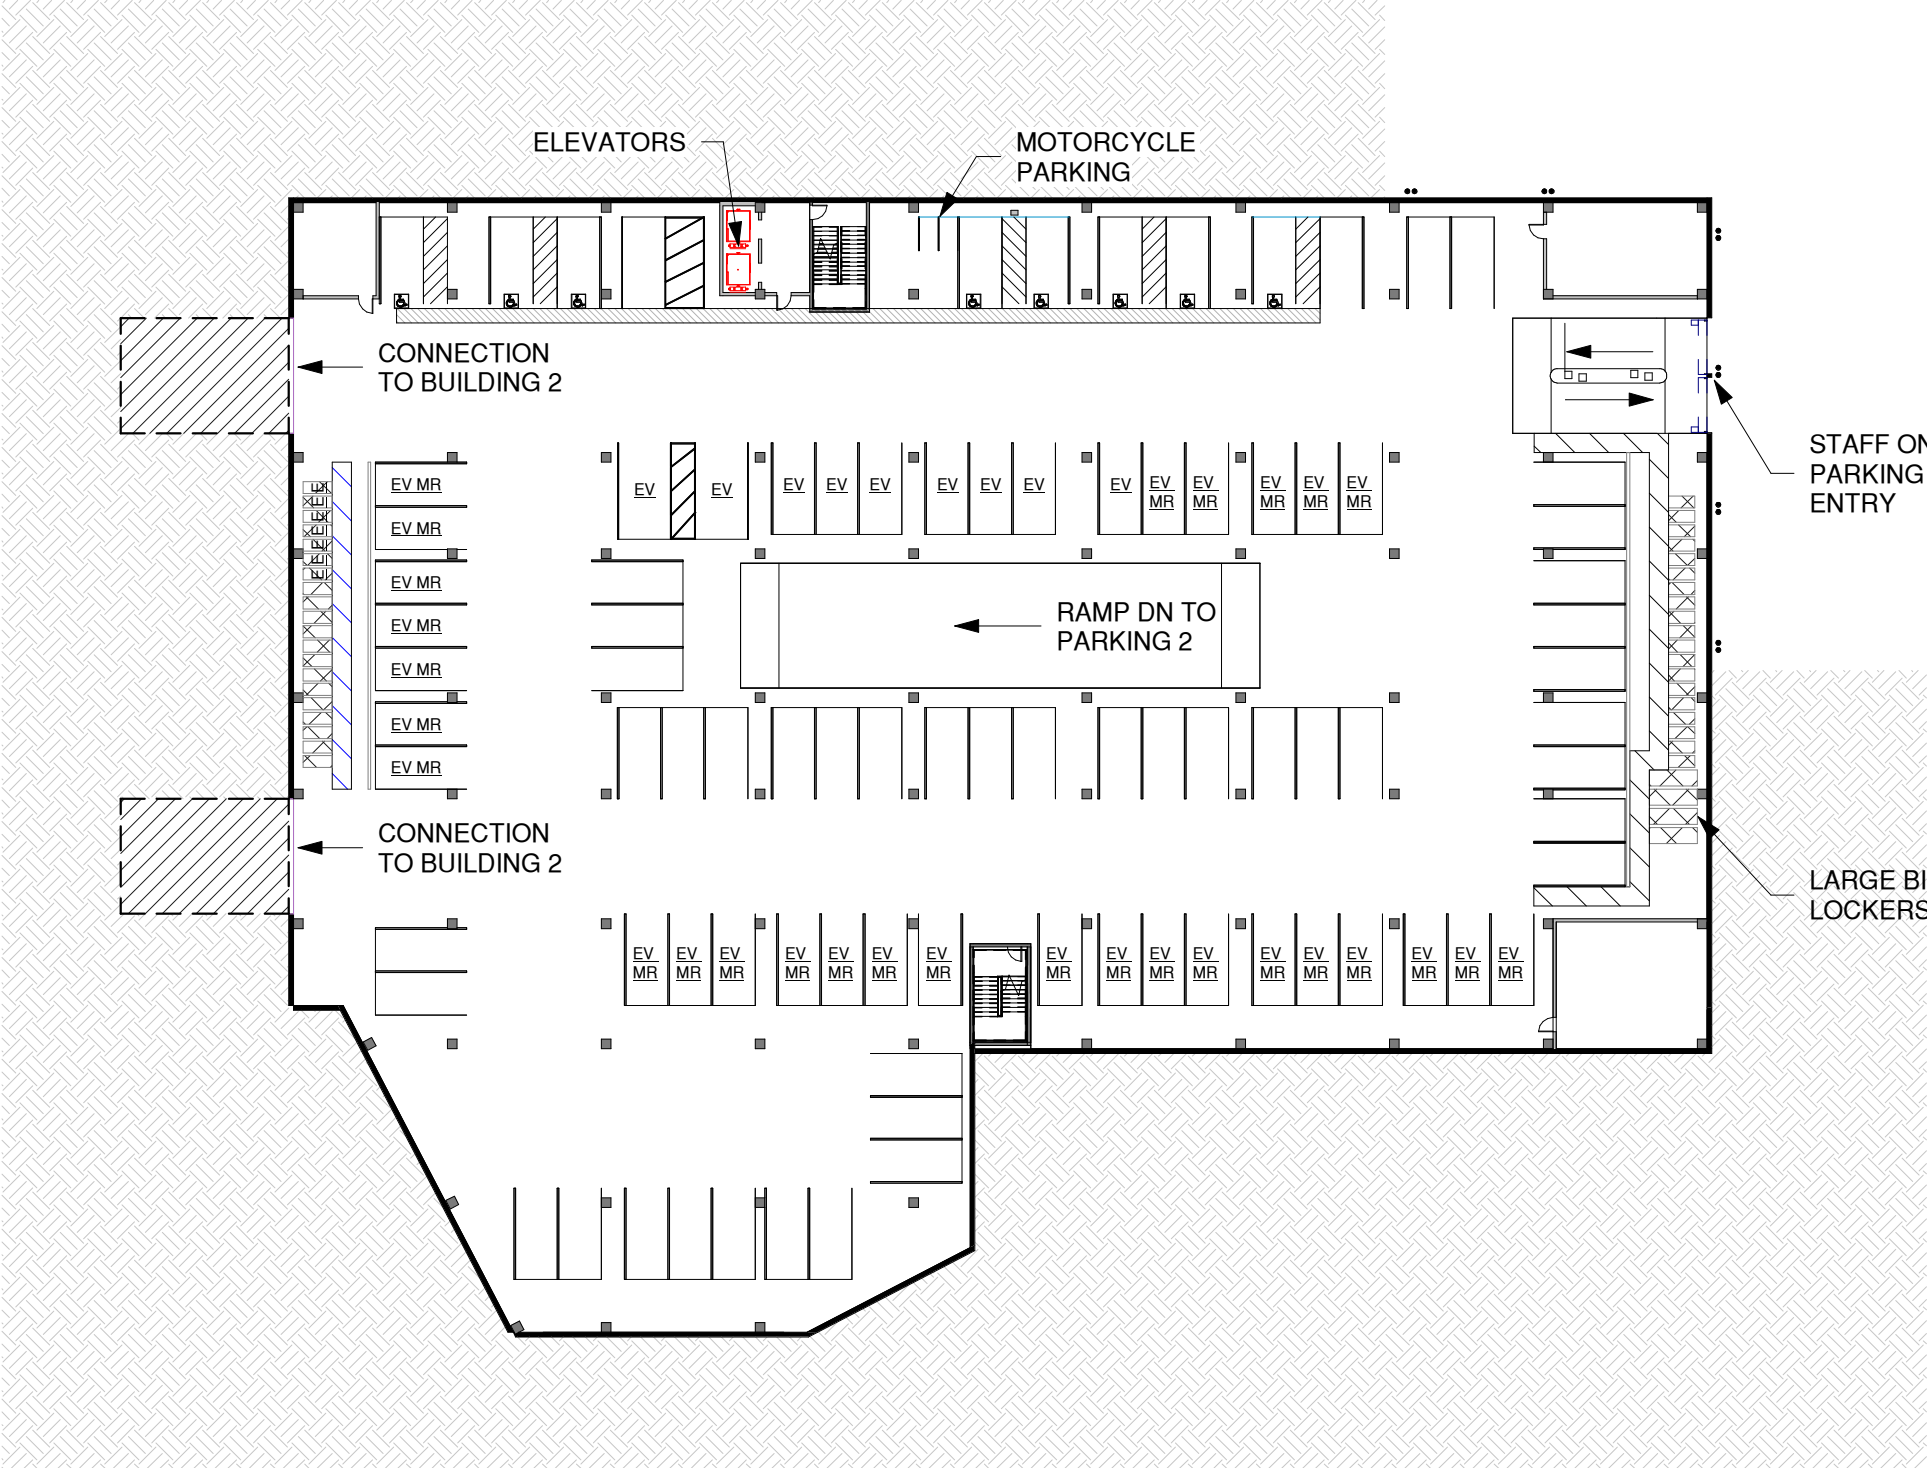 ELEVATORS
MOTORCYCLE
PARKING
CONNECTION
TO BUILDING 2
STAFF ON
PARKING
ENTRY
EV MR
EV MR
EV MR
EV MR
EV MR
EV MR
EV MR
EV
EV
EV
EV
EV
EV
EV
EV
EV
EV
MR
EV
MR
EV
MR
EV
MR
EV
MR
RAMP DN TO
PARKING 2
CONNECTION
TO BUILDING 2
LARGE BI
LOCKERS
EV
MR
EV
MR
EV
MR
EV
MR
EV
MR
EV
MR
EV
MR
EV
MR
EV
MR
EV
MR
EV
MR
EV
MR
EV
MR
EV
MR
EV
MR
EV
MR
EV
MR